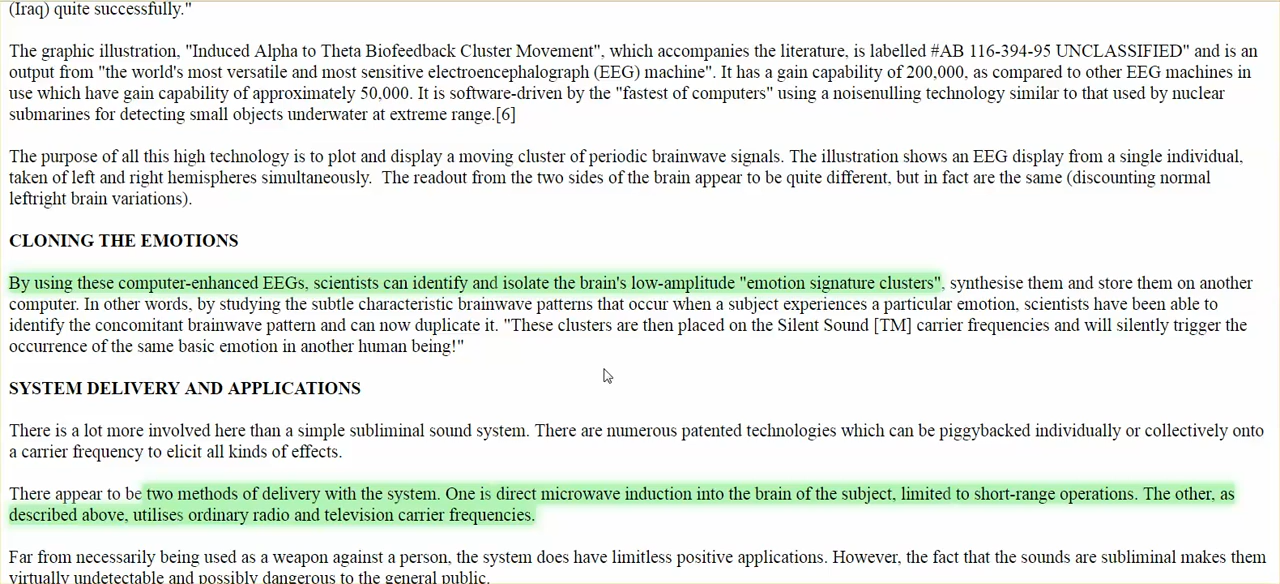 (Iraq) quite successfully."
The graphic illustration, "Induced Alpha to Theta Biofeedback Cluster Movement", which accompanies the literature, is labelled #AB 116-394-95 UNCLASSIFIED" and is an
output from "the world's most versatile and most sensitive electroencephalograph (EEG) machine". It has a gain capability of 200,000, as compared to other EEG machines in
use which have gain capability of approximately 50,000. It is software-driven by the "fastest of computers" using a noisenulling technology similar to that used by nuclear
submarines for detecting small objects underwater at extreme range.[6]
The purpose of all this high technology is to plot and display a moving cluster of periodic brainwave signals. The illustration shows an EEG display from a single individual,
taken of left and right hemispheres simultaneously.  The readout from the two sides of the brain appear to be quite different, but in fact are the same (discounting normal
leftright brain variations).
CLONING THE EMOTIONS
By using these computer-enhanced EEGs, scientists can identify and isolate the brain's low-amplitude "emotion signature clusters", synthesise them and store them on another
computer. In other words, by studying the subtle characteristic brainwave patterns that occur when a subject experiences a particular emotion, scientists have been able to
identify the concomitant brainwave pattern and can now duplicate it. "These clusters are then placed on the Silent Sound [TM] carrier frequencies and will silently trigger the
occurrence of the same basic emotion in another human being!"
SYSTEM DELIVERY AND APPLICATIONS
There is a lot more involved here than a simple subliminal sound system. There are numerous patented technologies which can be piggybacked individually or collectively onto
a carrier frequency to elicit all kinds of effects.
There appear to be two methods of delivery with the system. One is direct microwave induction into the brain of the subject, limited to short-range operations. The other, as
described above, utilises ordinary radio and television carrier frequencies.
Far from necessarily being used as a weapon against a person, the system does have limitless positive applications. However, the fact that the sounds are subliminal makes them
virtually undetectable and possibly dangerous to the general public.